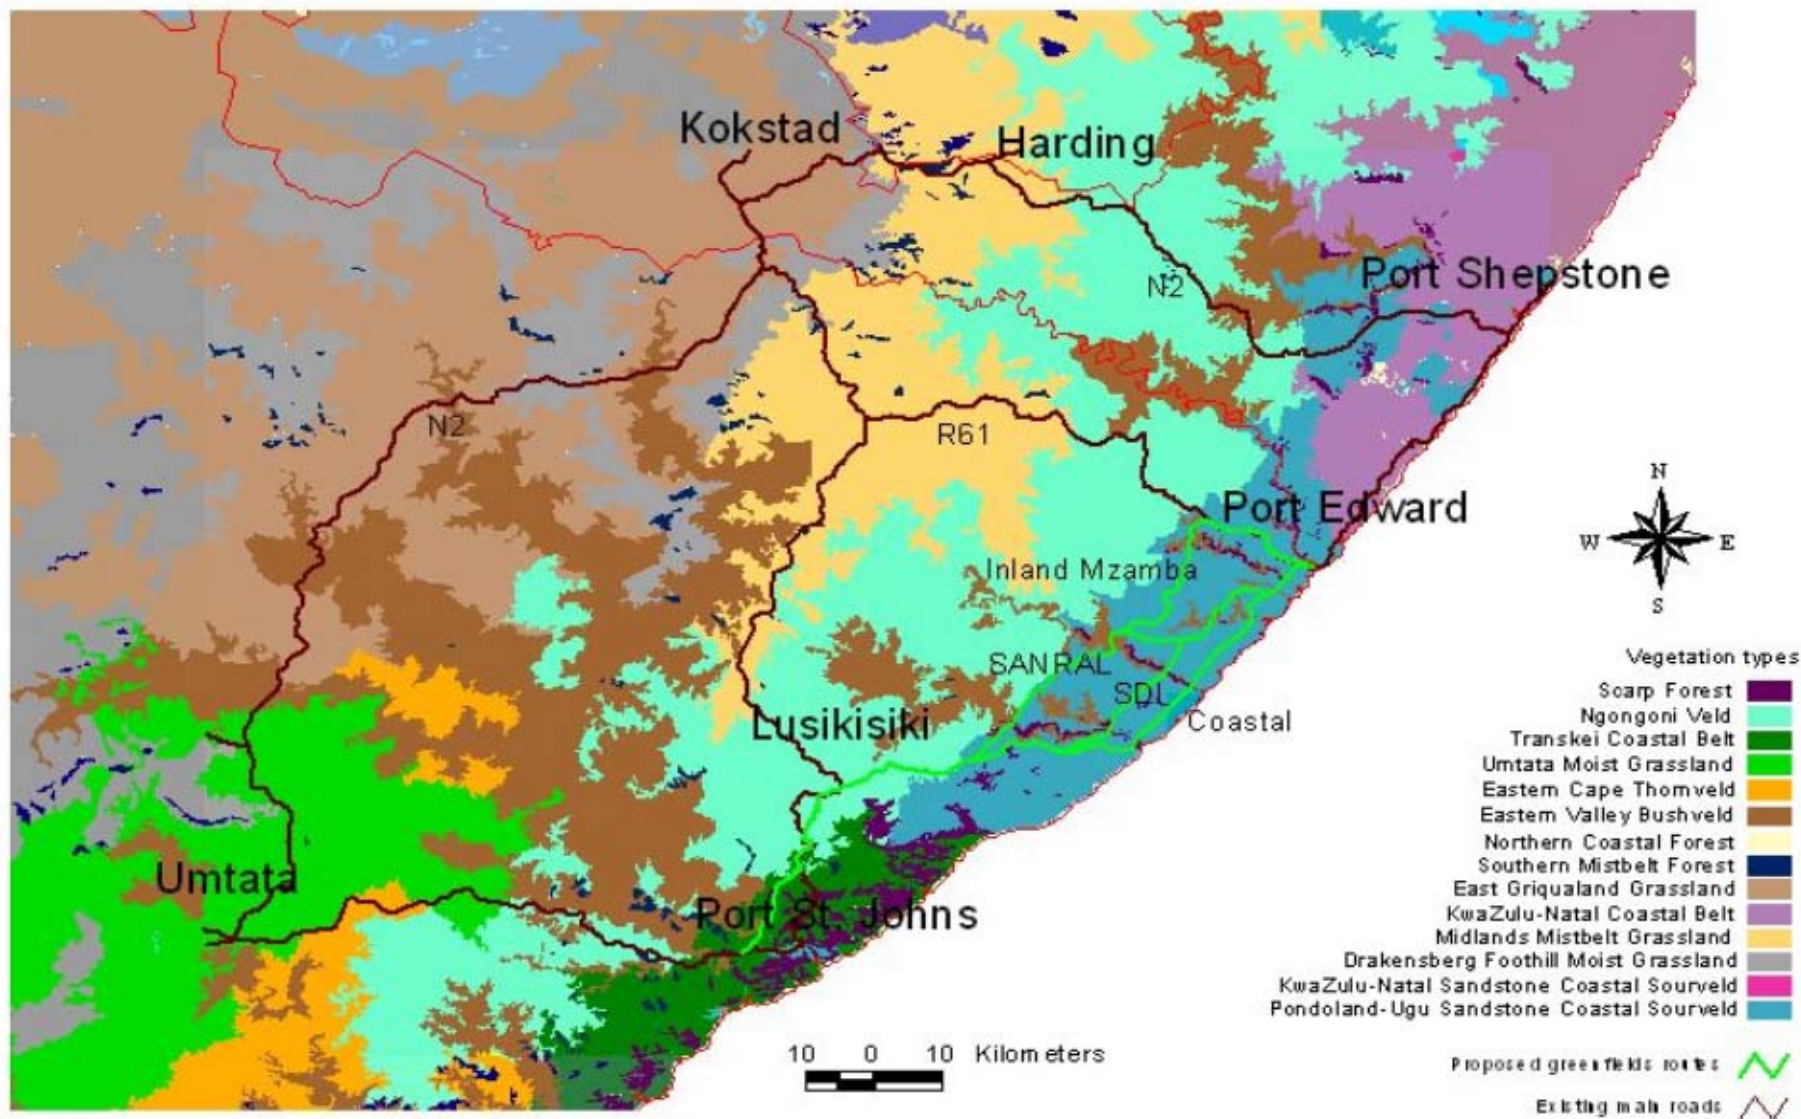 Kokstad
Harding
Port Shepstone
N2
N2
R61
Port Edward
Inland Mzamba
SANRAL
SDL
Coastal
Lusikisiki
Umtata
Port St. Johns
N
W E
S
Vegetation types
Scarp Forest
Ngongoni Veld
Transkei Coastal Belt
Umtata Moist Grassland
Eastern Cape Thornveld
Eastern Valley Bushveld
Northern Coastal Forest
Southern Mistbelt Forest
East Griqualand Grassland
KwaZulu-Natal Coastal Belt
Midlands Mistbelt Grassland
Drakensberg Foothill Moist Grassland
KwaZulu-Natal Sandstone Coastal Sourveld
Pondoland-Ugu Sandstone Coastal Sourveld
10 0 10 Kilometers
Proposed greenfields routes
Existing main roads